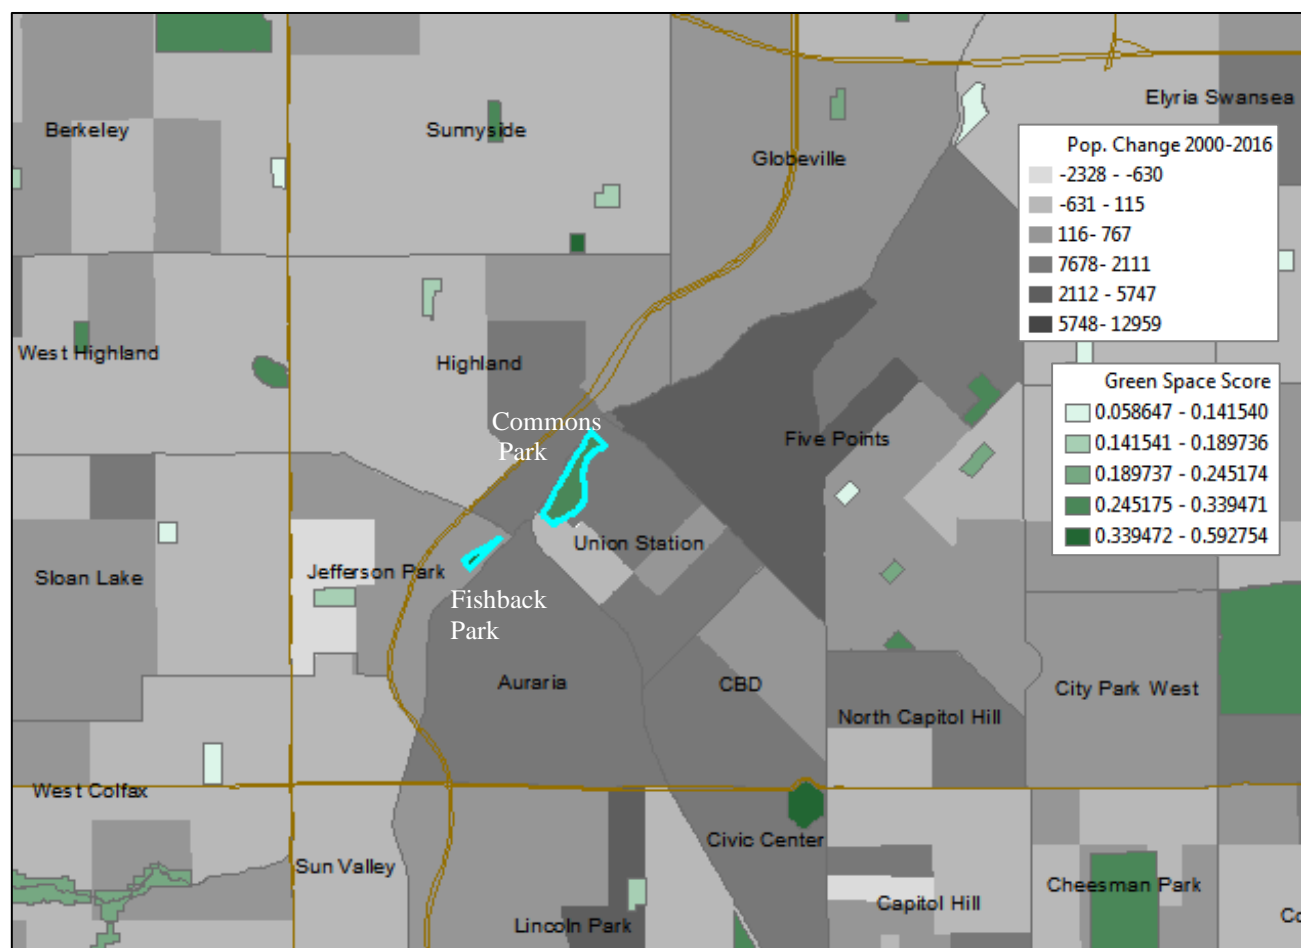 Elyria Swansea
Berkeley
Sunnyside
Globeville
Pop. Change 2000-2016
-2328 - -630
-631 - 115
116- 767
7678- 2111
2112 - 5747
5748- 12959
West Highland
Highland
Green Space Score
0.058647 - 0.141540
0.141541 - 0.189736
0.189737 - 0.245174
0.245175 - 0.339471
0.339472 - 0.592754
Commons
Park
Five Points
Union Station
Sloan Lake
Jefferson Park
Fishback
Park
Auraria
CBD
City Park West
North Capitol Hill
West Colfax
Civic Center
Sun Valley
Cheesman Park
Capitol Hill
Lincoln Park
Co